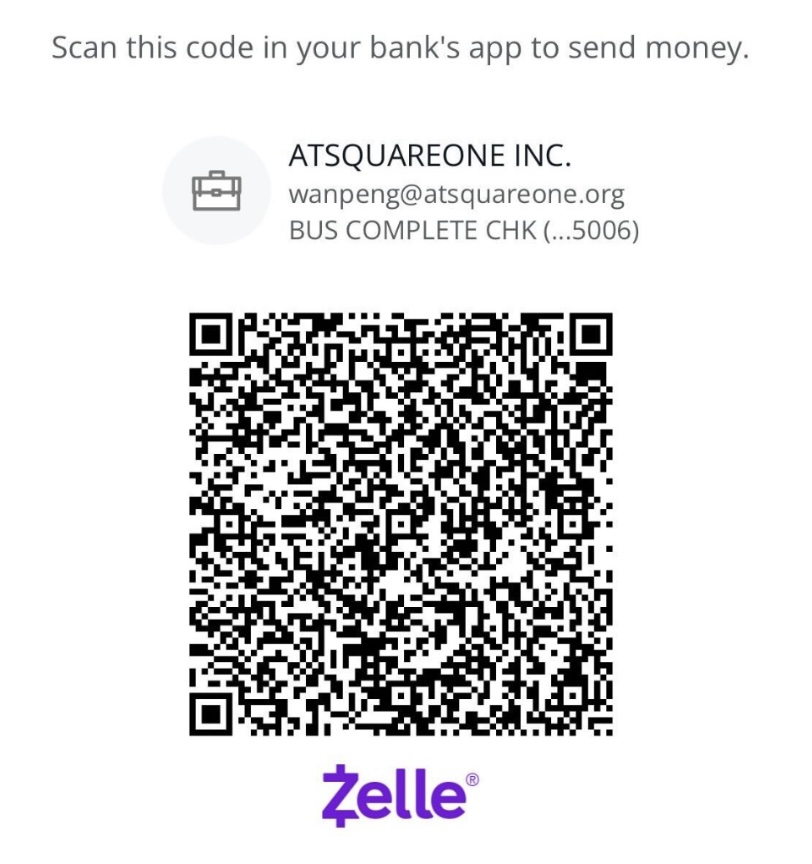 Scan this code in your bank's app to send money.
ATSQUAREONE INC.
wanpeng@atsquareone.org
BUS COMPLETE CHK (...5006)
Zelle®